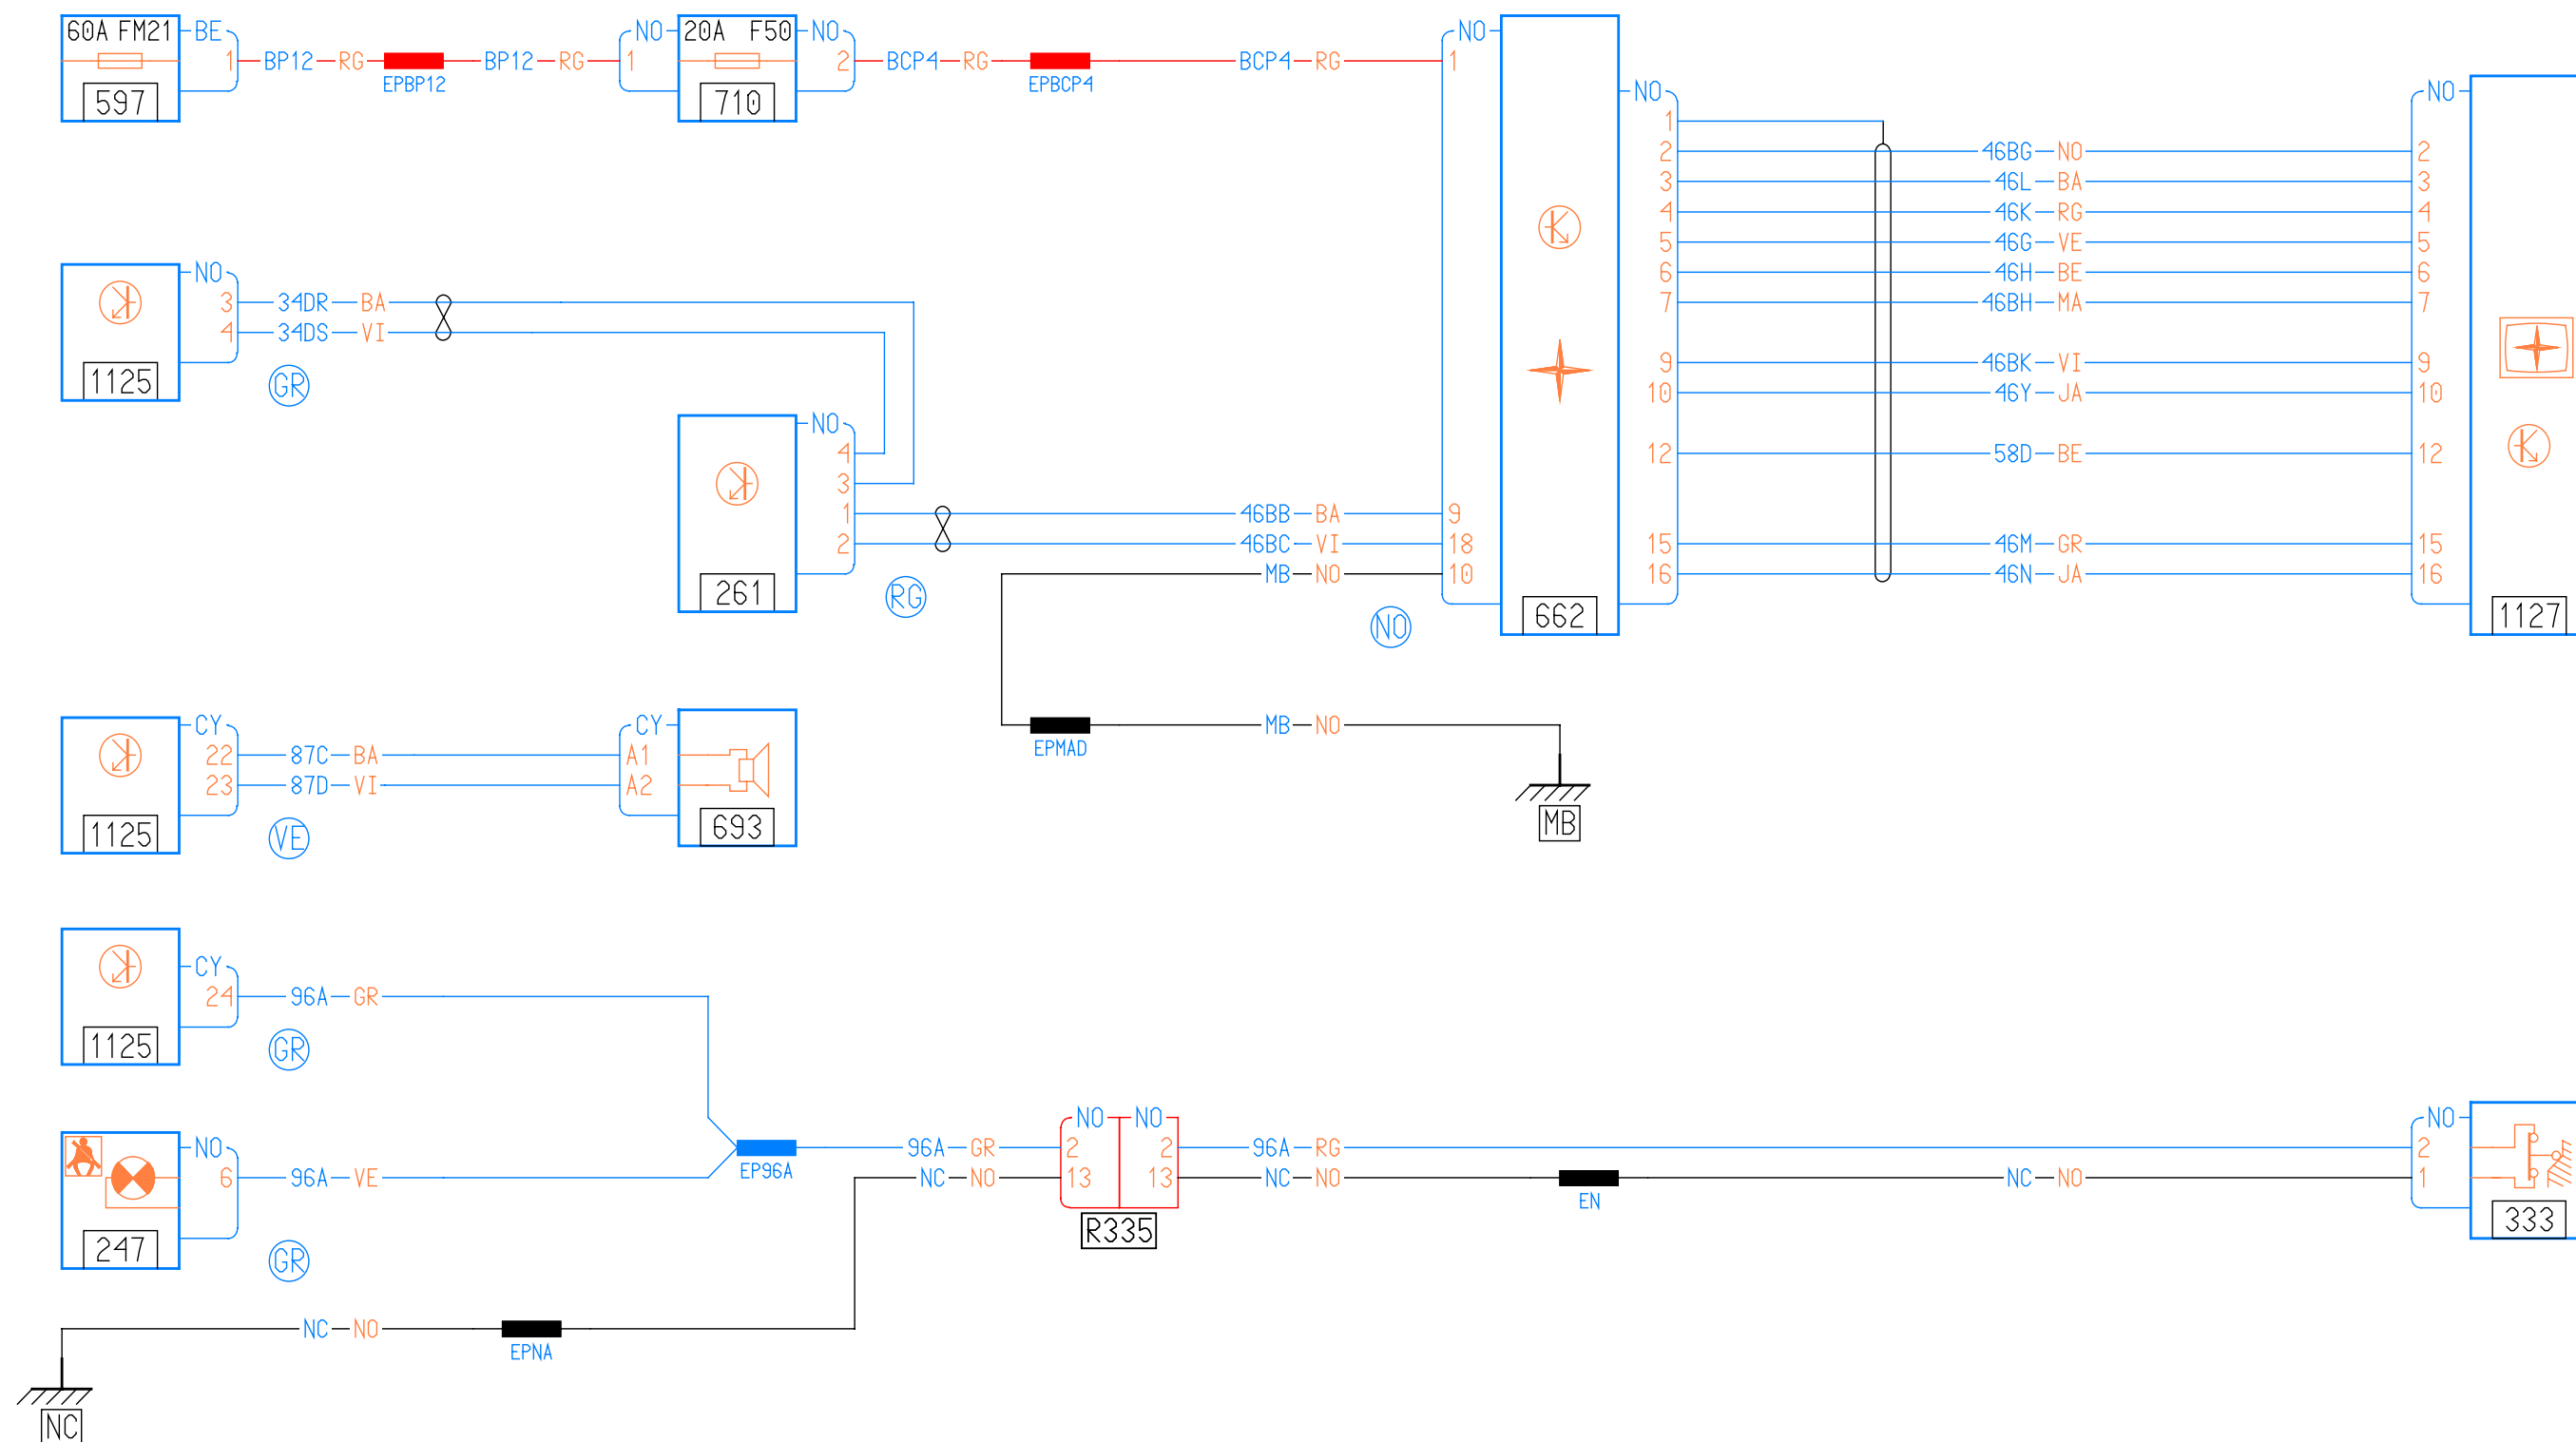 60A FM21 BE
1 BP12 RG EPBP12 BP12 RG 1
597
NO 20A F50 NO
2 BCP4 RG EPBCP4 BCP4 RG 1
710
NO
NO
1
2 46BG NO 2
3 46L BA 3
4 46K RG 4
5 46G VE 5
6 46H BE 6
7 46BH MA 7
9 46BK VI 9
10 46Y JA 10
12 58D BE 12
15 46M GR 15
16 46N JA 16
NO
662
1127
NO
3 34DR BA
4 34DS VI
1125
GR
NO
4
3
1 46BB BA 9
2 46BC VI 18
MB NO 10
261
RG
NO
EPMAD MB NO
MB
CY
22 87C BA A1
23 87D VI A2
CY
1125
VE
693
CY
24 96A GR
1125
GR
NO
6 96A VE
247
GR
EP96A 96A GR 2
NC NO 13
NO NO
2 96A RG 2
13 NC NO EN NC NO 1
R335
NO
333
NC NO EPNA
NC